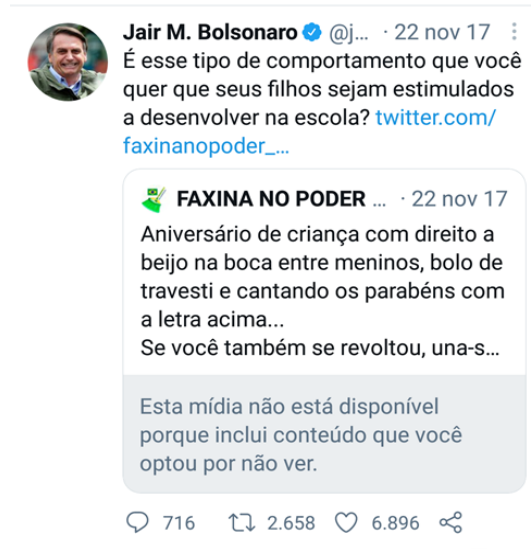 Jair M. Bolsonaro @j... · 22 nov 17
É esse tipo de comportamento que você
quer que seus filhos sejam estimulados
a desenvolver na escola? twitter.com/
faxinanopoder_...
FAXINA NO PODER ... · 22 nov 17
Aniversário de criança com direito a
beijo na boca entre meninos, bolo de
travesti e cantando os parabéns com
a letra acima...
Se você também se revoltou, una-s...
Esta mídia não está disponível
porque inclui conteúdo que você
optou por não ver.
716 2.658 6.896